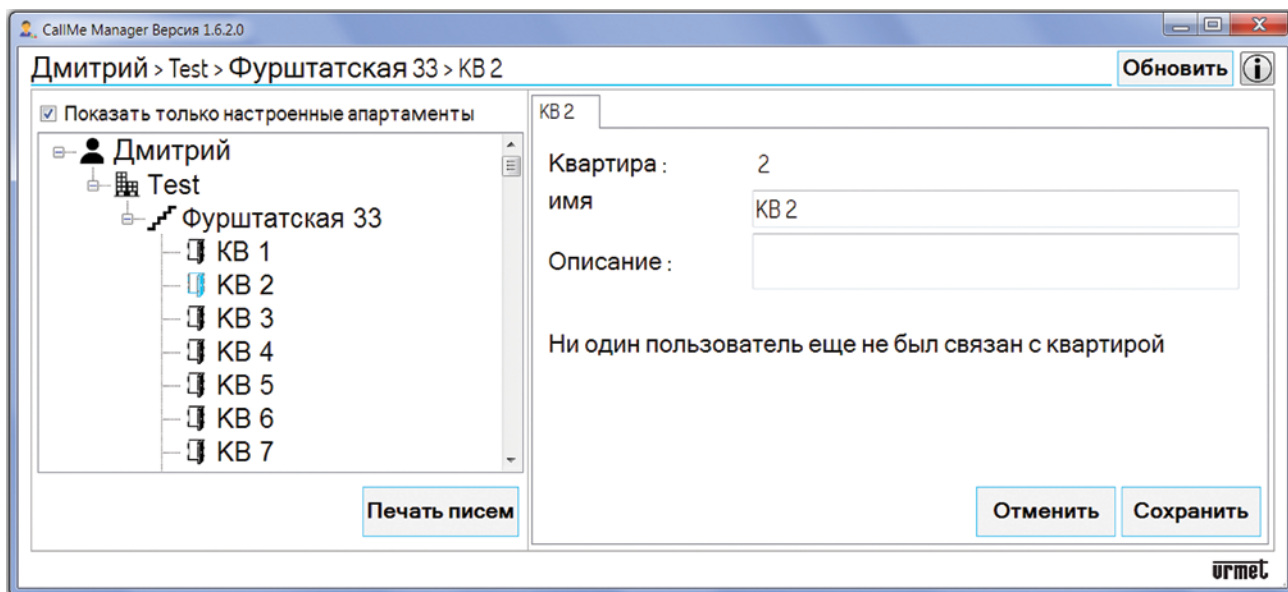 CallMe Manager Версия 1.6.2.0
Дмитрий > Test > Фурштатская 33 > КВ 2
Обновить
Показать только настроенные апартаменты
Дмитрий
Test
Фурштатская 33
КВ 1
КВ 2
КВ 3
КВ 4
КВ 5
КВ 6
КВ 7
Печать писем
КВ 2
Квартира : 2
имя КВ 2
Описание :
Ни один пользователь еще не был связан с квартирой
Отменить Сохранить
urmet